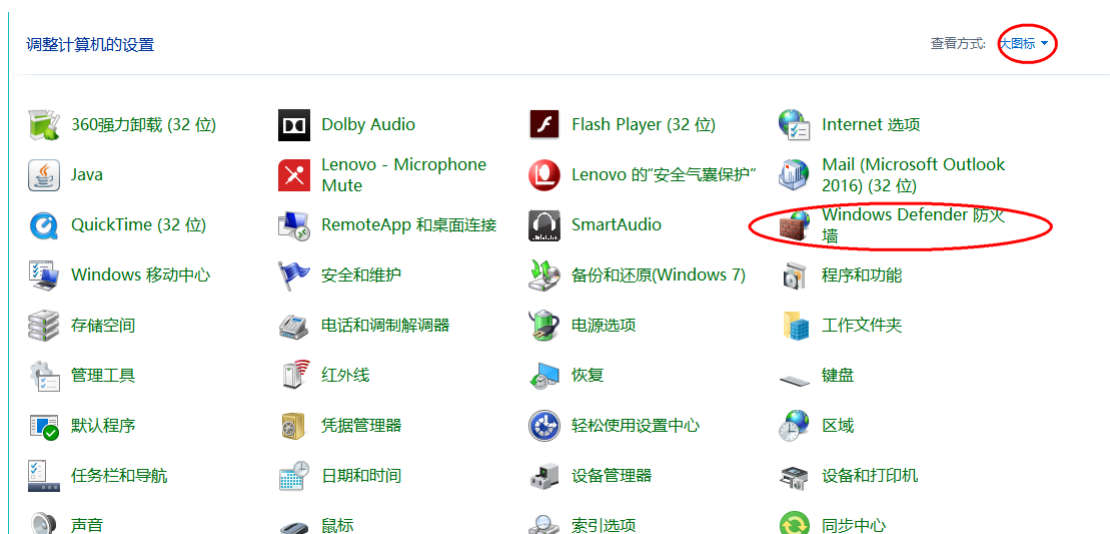 调整计算机的设置
查看方式: 大图标
360强力卸载 (32 位)
Dolby Audio
Flash Player (32 位)
Internet 选项
Java
Lenovo - Microphone
Mute
Lenovo 的“安全气囊保护”
Mail (Microsoft Outlook
2016) (32 位)
QuickTime (32 位)
RemoteApp 和桌面连接
SmartAudio
Windows Defender 防火
墙
Windows 移动中心
安全和维护
备份和还原(Windows 7)
程序和功能
存储空间
电话和调制解调器
电源选项
工作文件夹
管理工具
红外线
恢复
键盘
默认程序
凭据管理器
轻松使用设置中心
区域
任务栏和导航
日期和时间
设备管理器
设备和打印机
声音
鼠标
索引选项
同步中心